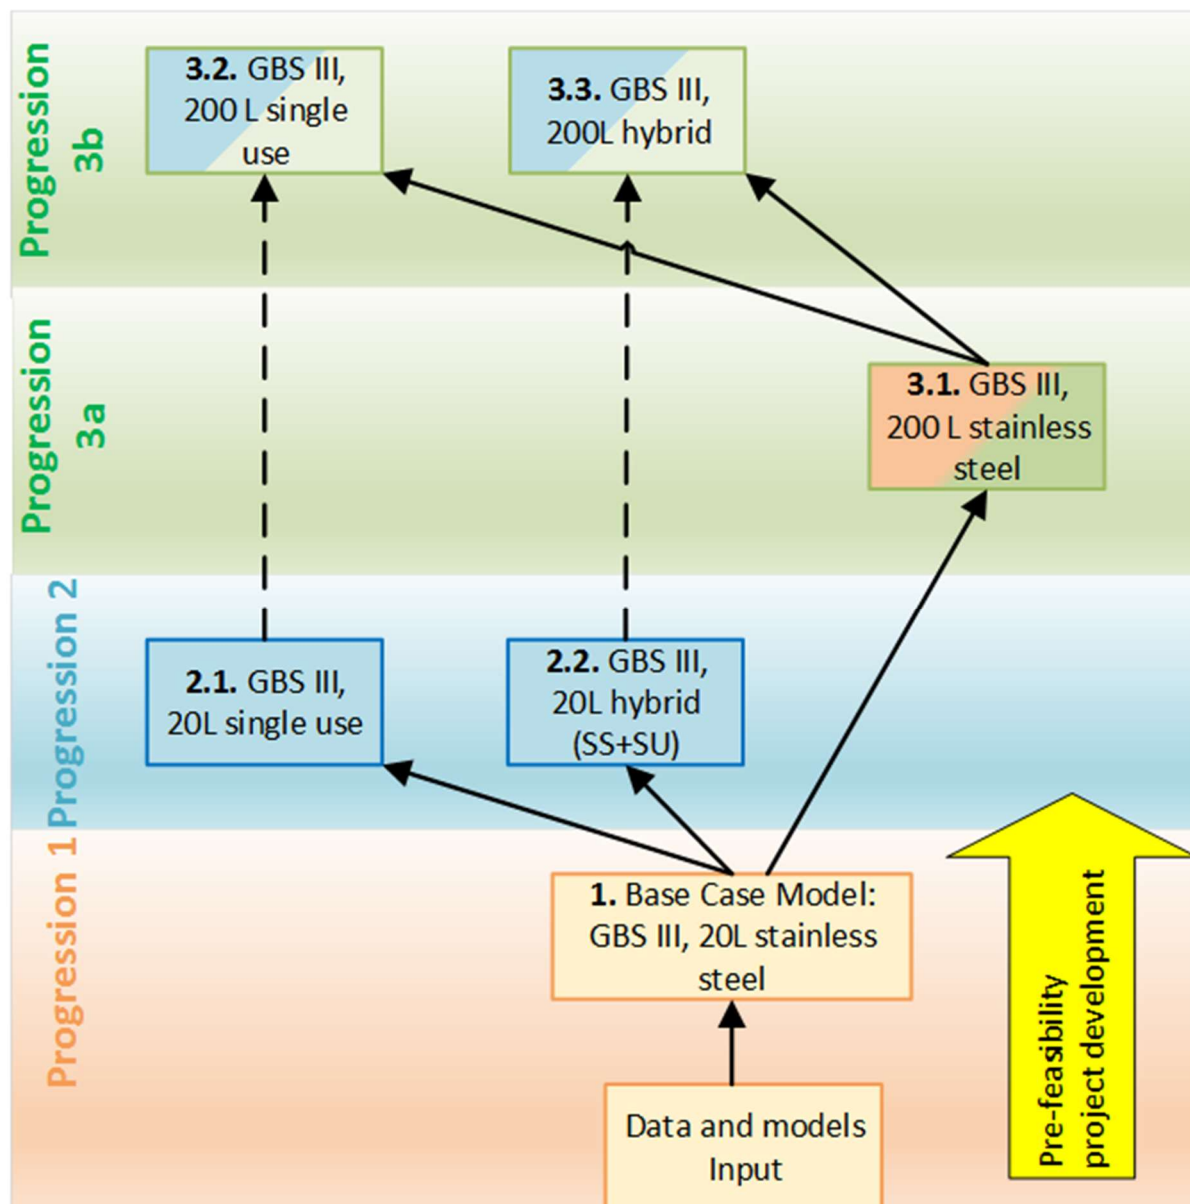 Progression
3b
3.2. GBS III,
200 L single
use
3.3. GBS III,
200L hybrid
Progression
3a
3.1. GBS III,
200 L stainless
steel
Progression 2
2.1. GBS III,
20L single use
2.2. GBS III,
20L hybrid
(SS+SU)
Progression 1
1. Base Case Model:
GBS III, 20L stainless
steel
Data and models
Input
Pre-feasibility
project development